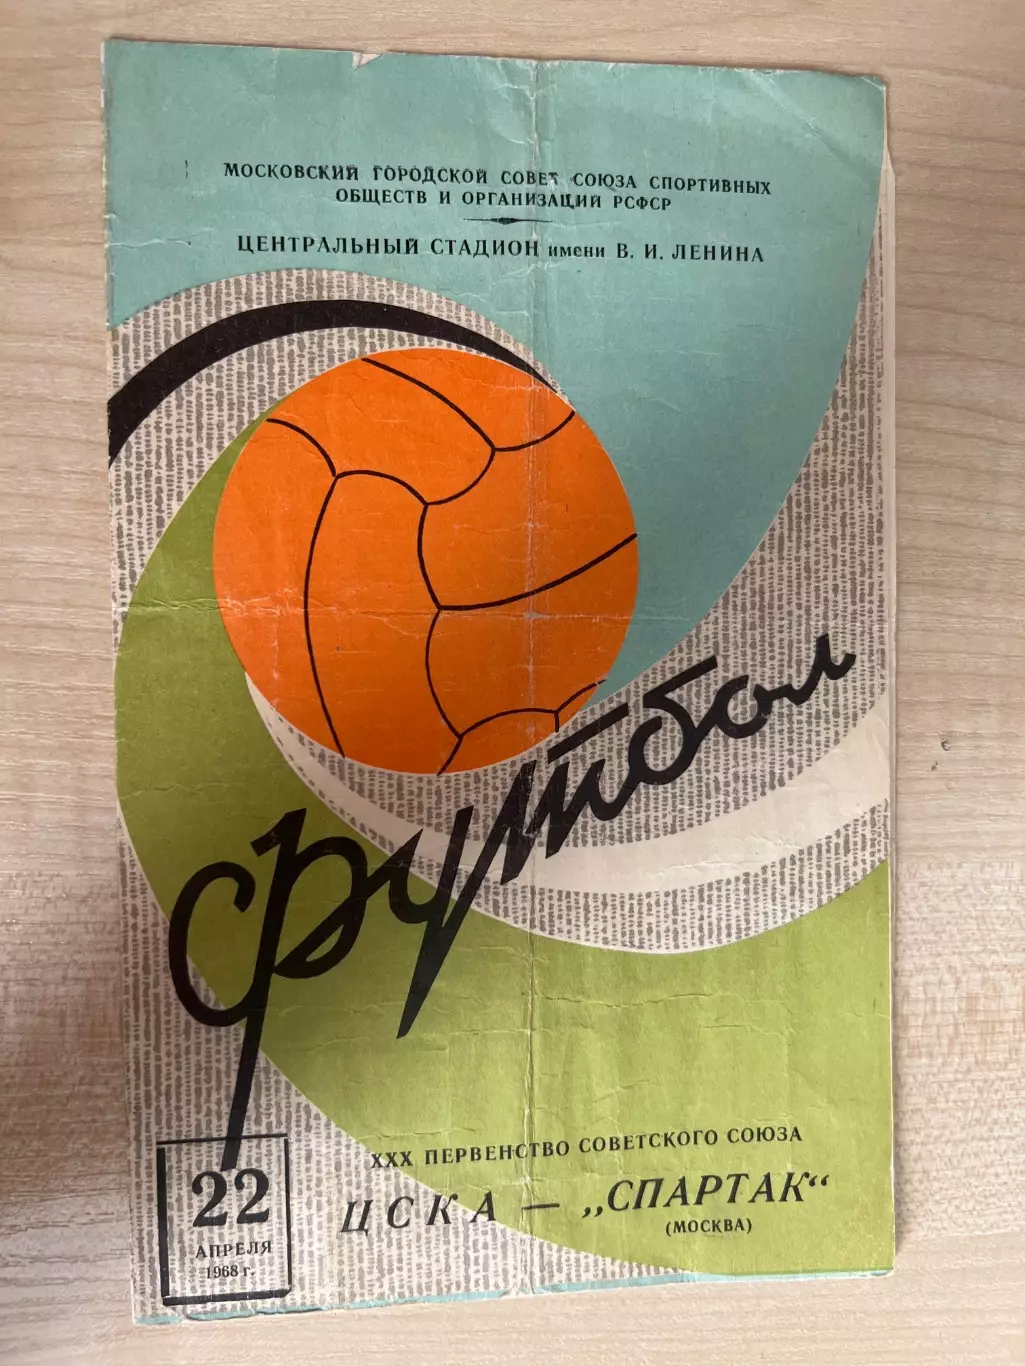 МОСКОВСКИЙ ГОРОДСКОЙ СОВЕТ СОЮЗА СПОРТИВНЫХ
ОБЩЕСТВ И ОРГАНИЗАЦИЙ РСФСР
ЦЕНТРАЛЬНЫЙ СТАДИОН имени В. И. ЛЕНИНА
футбол
XXX ПЕРВЕНСТВО СОВЕТСКОГО СОЮЗА
ЦСКА — „СПАРТАК“
(МОСКВА)
22
АПРЕЛЯ
1968 г.